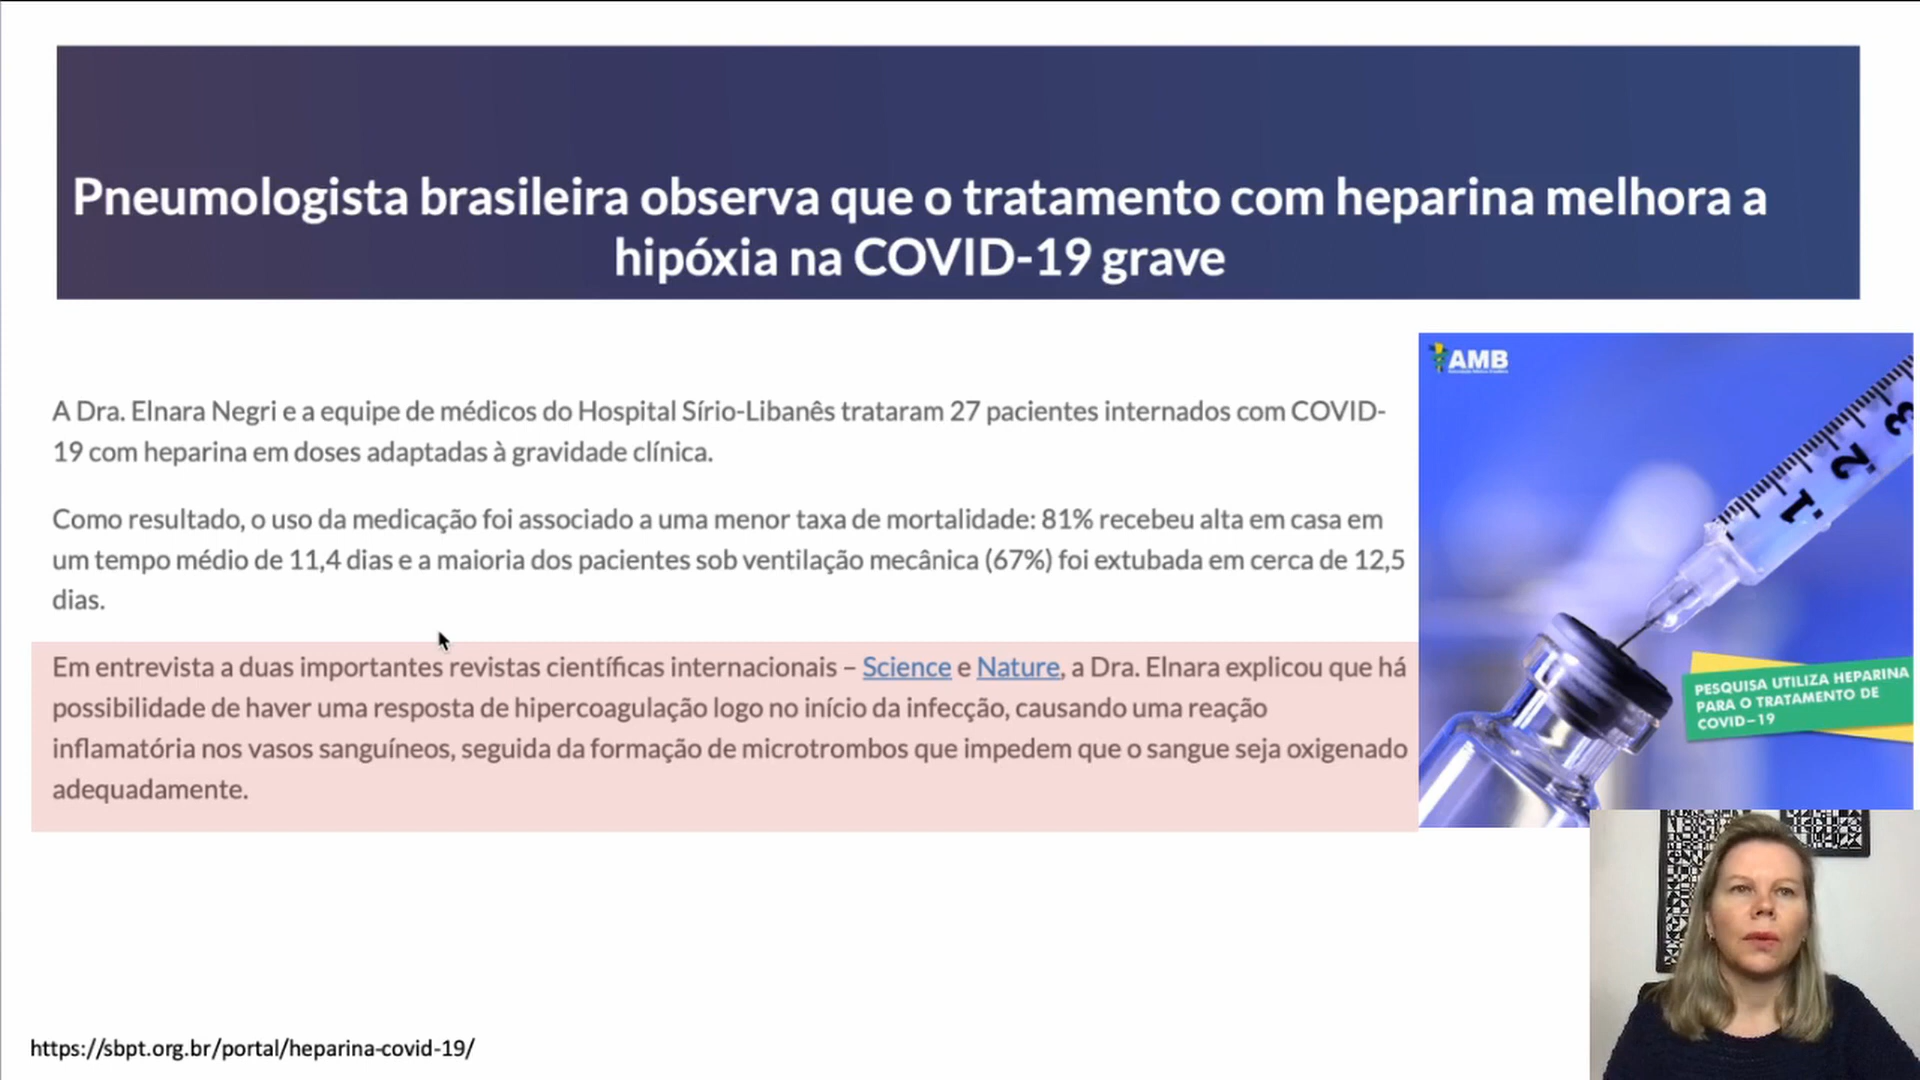 Pneumologista brasileira observa que o tratamento com heparina melhora a
hipóxia na COVID-19 grave
A Dra. Elnara Negri e a equipe de médicos do Hospital Sírio-Libanês trataram 27 pacientes internados com COVID-
19 com heparina em doses adaptadas à gravidade clínica.
Como resultado, o uso da medicação foi associado a uma menor taxa de mortalidade: 81% recebeu alta em casa em
um tempo médio de 11,4 dias e a maioria dos pacientes sob ventilação mecânica (67%) foi extubada em cerca de 12,5
dias.
Em entrevista a duas importantes revistas científicas internacionais – Science e Nature, a Dra. Elnara explicou que há
possibilidade de haver uma resposta de hipercoagulação logo no início da infecção, causando uma reação
inflamatória nos vasos sanguíneos, seguida da formação de microtrombos que impedem que o sangue seja oxigenado
adequadamente.
AMB
1
2
3
PESQUISA UTILIZA HEPARINA
PARA O TRATAMENTO DE
COVID-19
https://sbpt.org.br/portal/heparina-covid-19/